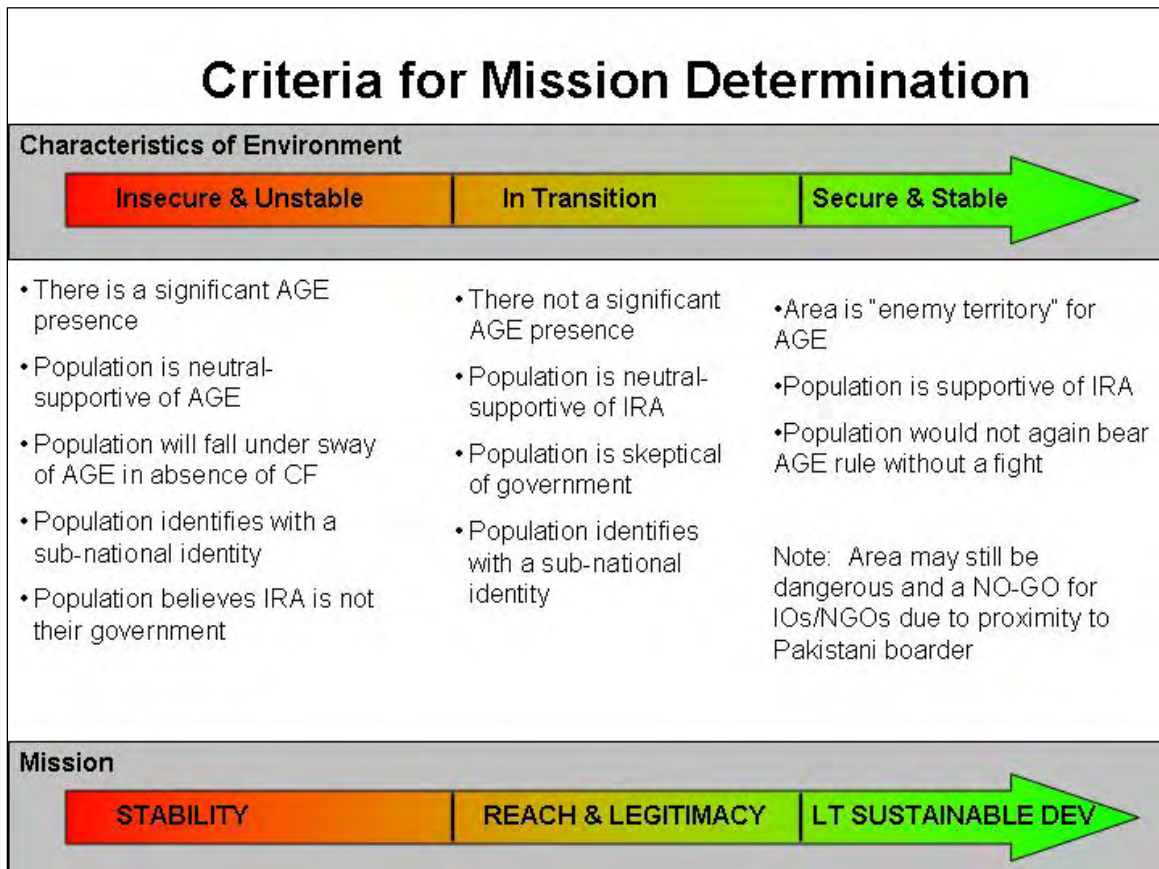 Criteria for Mission Determination
Characteristics of Environment
Insecure & Unstable
In Transition
Secure & Stable
• There is a significant AGE
presence
• Population is neutral-
supportive of AGE
• Population will fall under sway
of AGE in absence of CF
• Population identifies with a
sub-national identity
• Population believes IRA is not
their government
• There not a significant
AGE presence
• Population is neutral-
supportive of IRA
• Population is skeptical
of government
• Population identifies
with a sub-national
identity
•Area is "enemy territory" for
AGE
•Population is supportive of IRA
•Population would not again bear
AGE rule without a fight
Note: Area may still be
dangerous and a NO-GO for
IOs/NGOs due to proximity to
Pakistani boarder
Mission
STABILITY
REACH & LEGITIMACY
LT SUSTAINABLE DEV